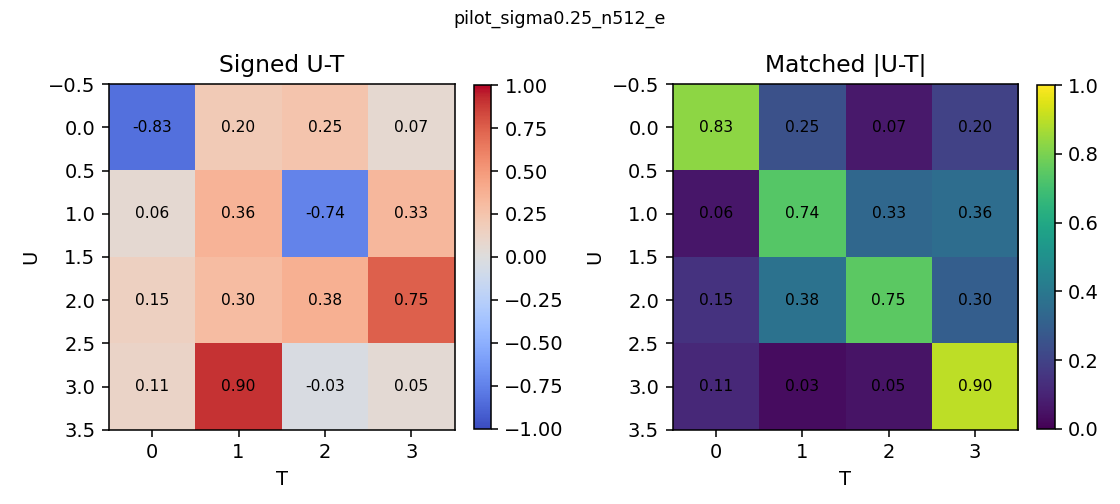 pilot_sigma0.25_n512_e
Signed U-T
−0.5
0.0
0.5
1.0
1.5
2.0
2.5
3.0
3.5
U
-0.83 0.20 0.25 0.07
0.06 0.36 -0.74 0.33
0.15 0.30 0.38 0.75
0.11 0.90 -0.03 0.05
0 1 2 3
T
1.00
0.75
0.50
0.25
0.00
−0.25
−0.50
−0.75
−1.00
Matched |U-T|
−0.5
0.0
0.5
1.0
1.5
2.0
2.5
3.0
3.5
U
0.83 0.25 0.07 0.20
0.06 0.74 0.33 0.36
0.15 0.38 0.75 0.30
0.11 0.03 0.05 0.90
0 1 2 3
T
1.0
0.8
0.6
0.4
0.2
0.0